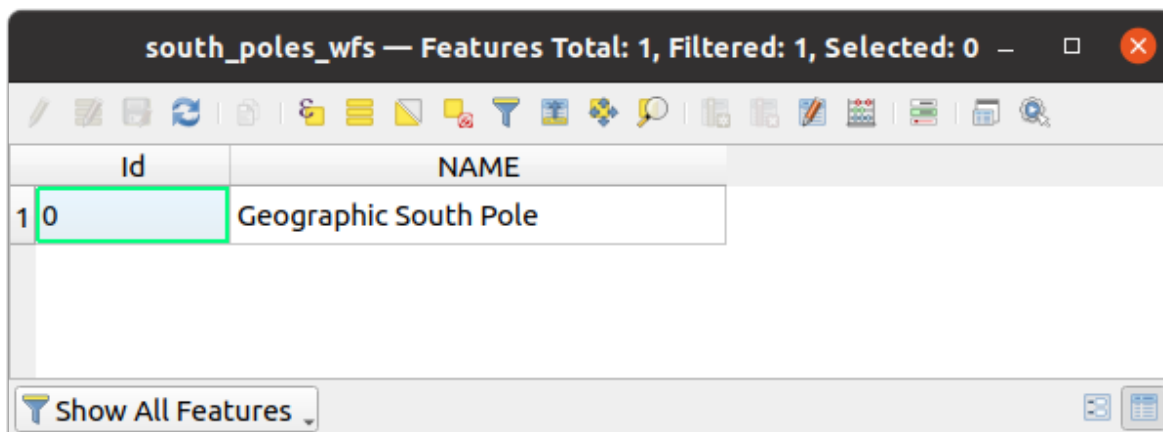 south_poles_wfs — Features Total: 1, Filtered: 1, Selected: 0
Id NAME
1 0 Geographic South Pole
Show All Features